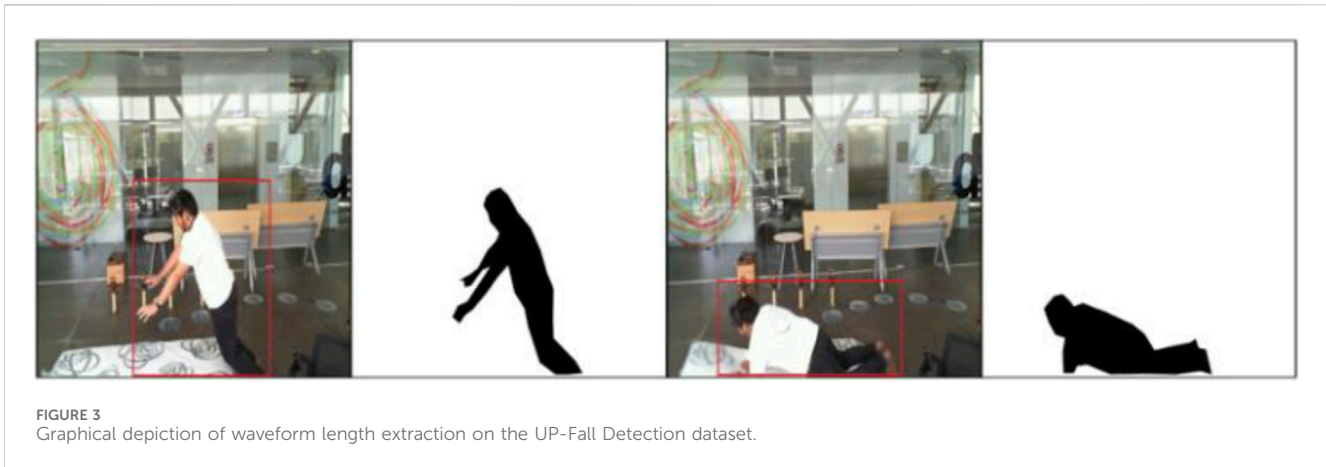 FIGURE 3
Graphical depiction of waveform length extraction on the UP-Fall Detection dataset.